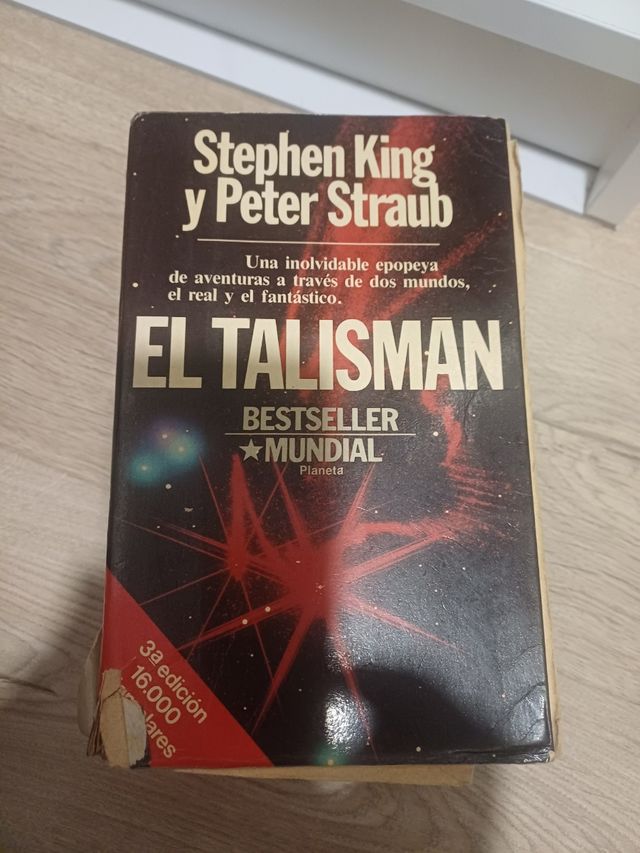 Stephen King
y Peter Straub
Una inolvidable epopeya
de aventuras a través de dos mundos,
el real y el fantástico.
EL TALISMÁN
BESTSELLER
★MUNDIAL
Planeta
3ª edición
16.000